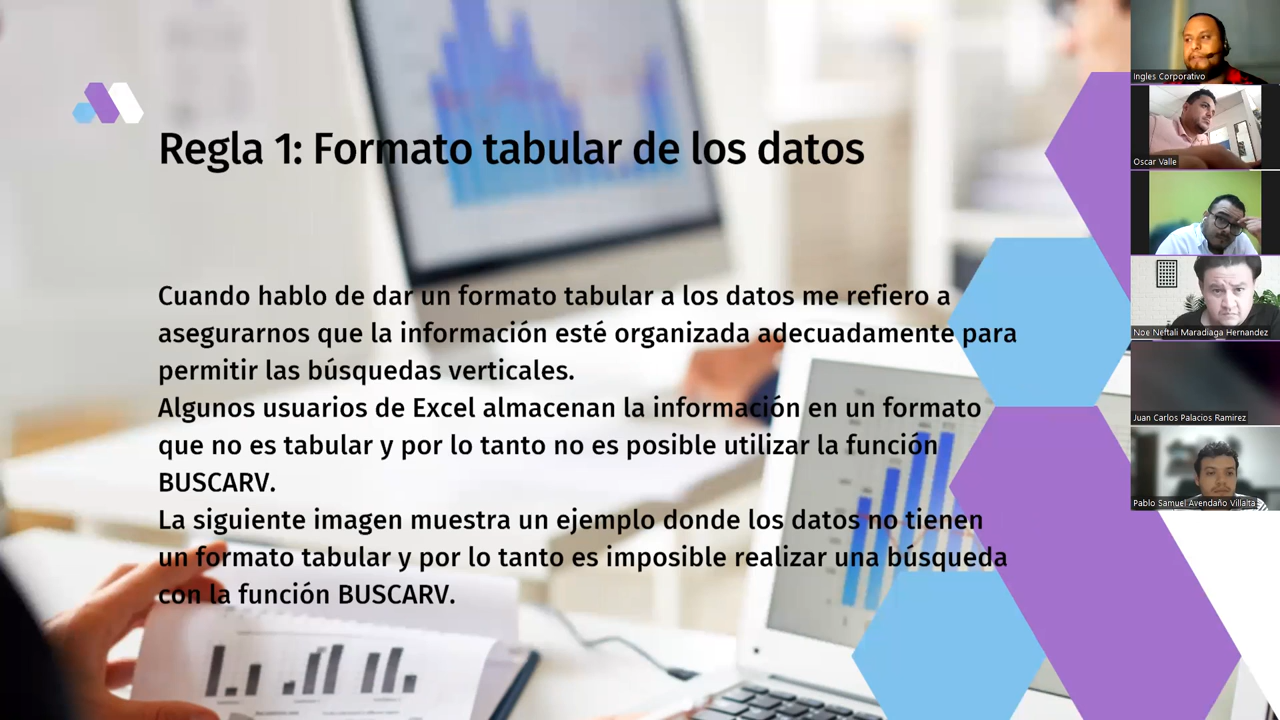 Regla 1: Formato tabular de los datos
Cuando hablo de dar un formato tabular a los datos me refiero a
asegurarnos que la información esté organizada adecuadamente para
permitir las búsquedas verticales.
Algunos usuarios de Excel almacenan la información en un formato
que no es tabular y por lo tanto no es posible utilizar la función
BUSCARV.
La siguiente imagen muestra un ejemplo donde los datos no tienen
un formato tabular y por lo tanto es imposible realizar una búsqueda
con la función BUSCARV.
Ingles Corporativo
Oscar Valle
Noe Neftali Maradiaga Hernandez
Juan Carlos Palacios Ramirez
Pablo Samuel Avendaño Villalta